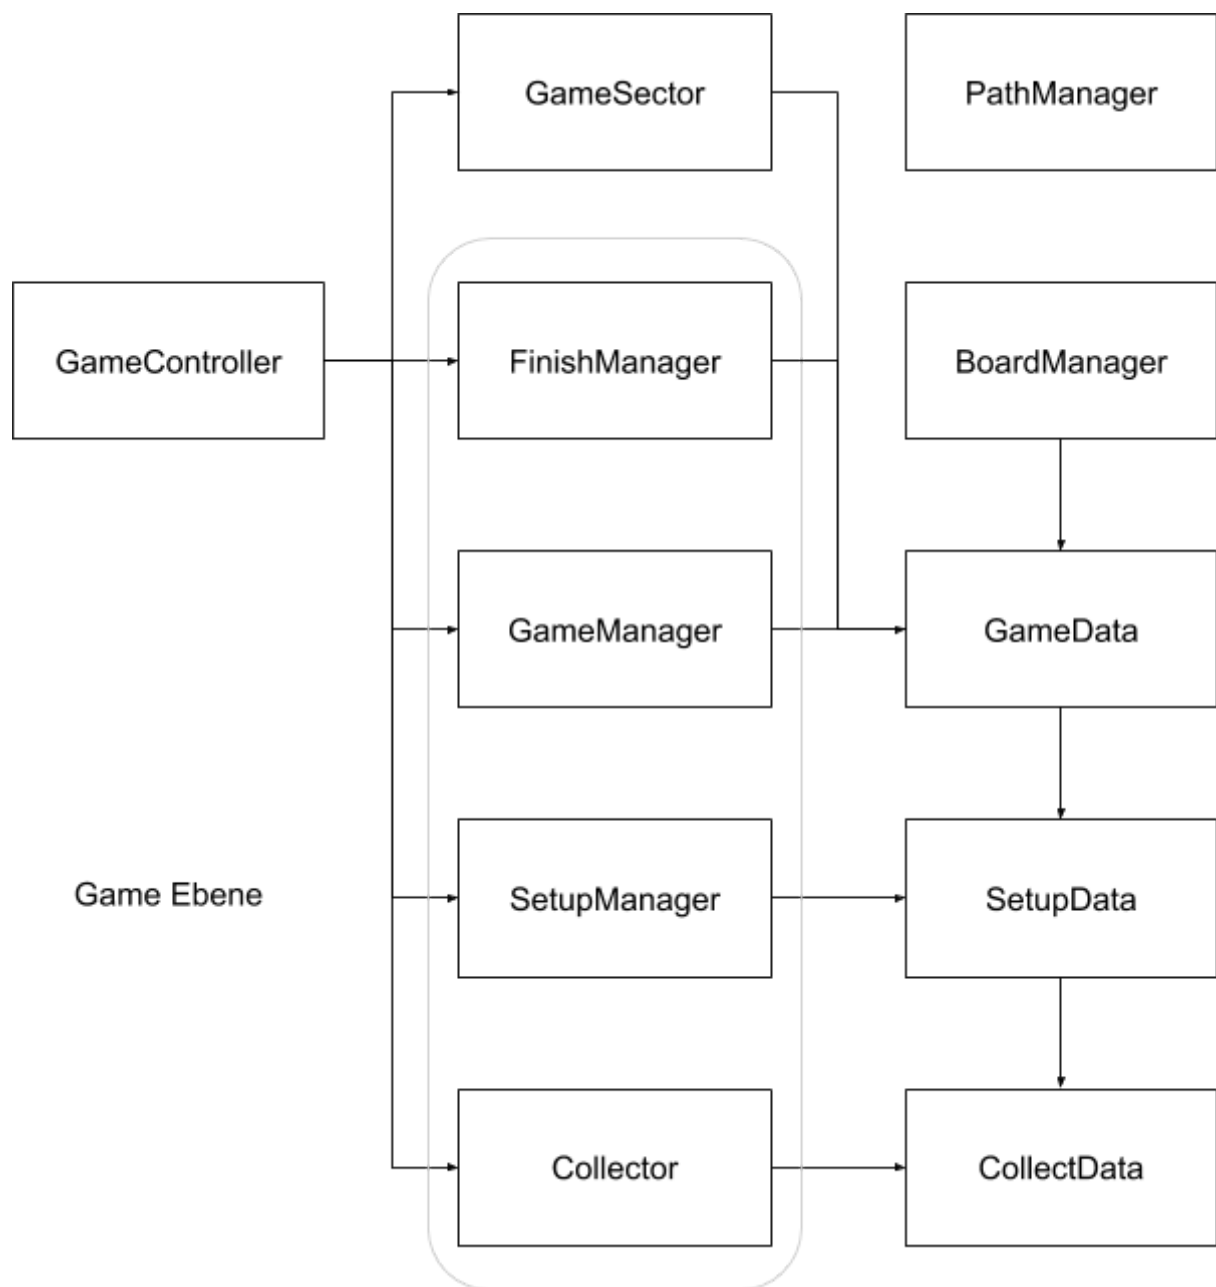 GameSector
PathManager
GameController
FinishManager
BoardManager
GameManager
GameData
Game Ebene
SetupManager
SetupData
Collector
CollectData